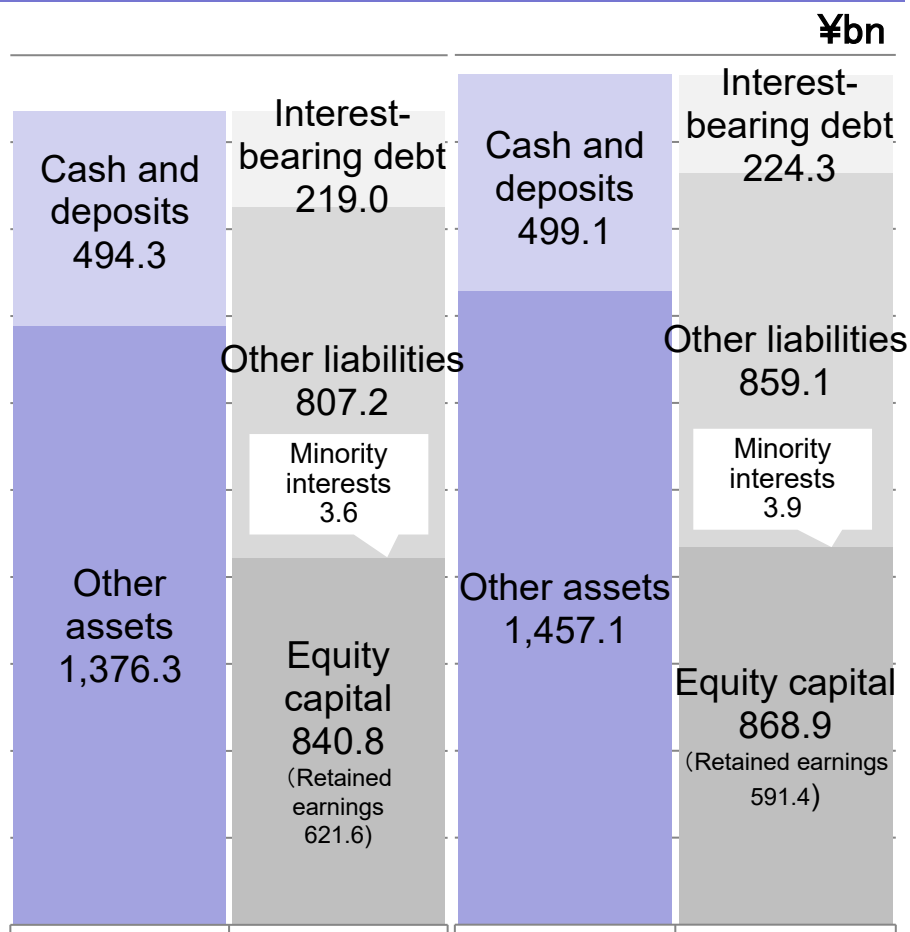 ¥bn
Cash and
deposits
494.3
Interest-
bearing debt
219.0
Other liabilities
807.2
Minority
interests
3.6
Other
assets
1,376.3
Equity
capital
840.8
（Retained
earnings
621.6)
Cash and
deposits
499.1
Interest-
bearing debt
224.3
Other liabilities
859.1
Minority
interests
3.9
Other assets
1,457.1
Equity capital
868.9
（Retained earnings
591.4)